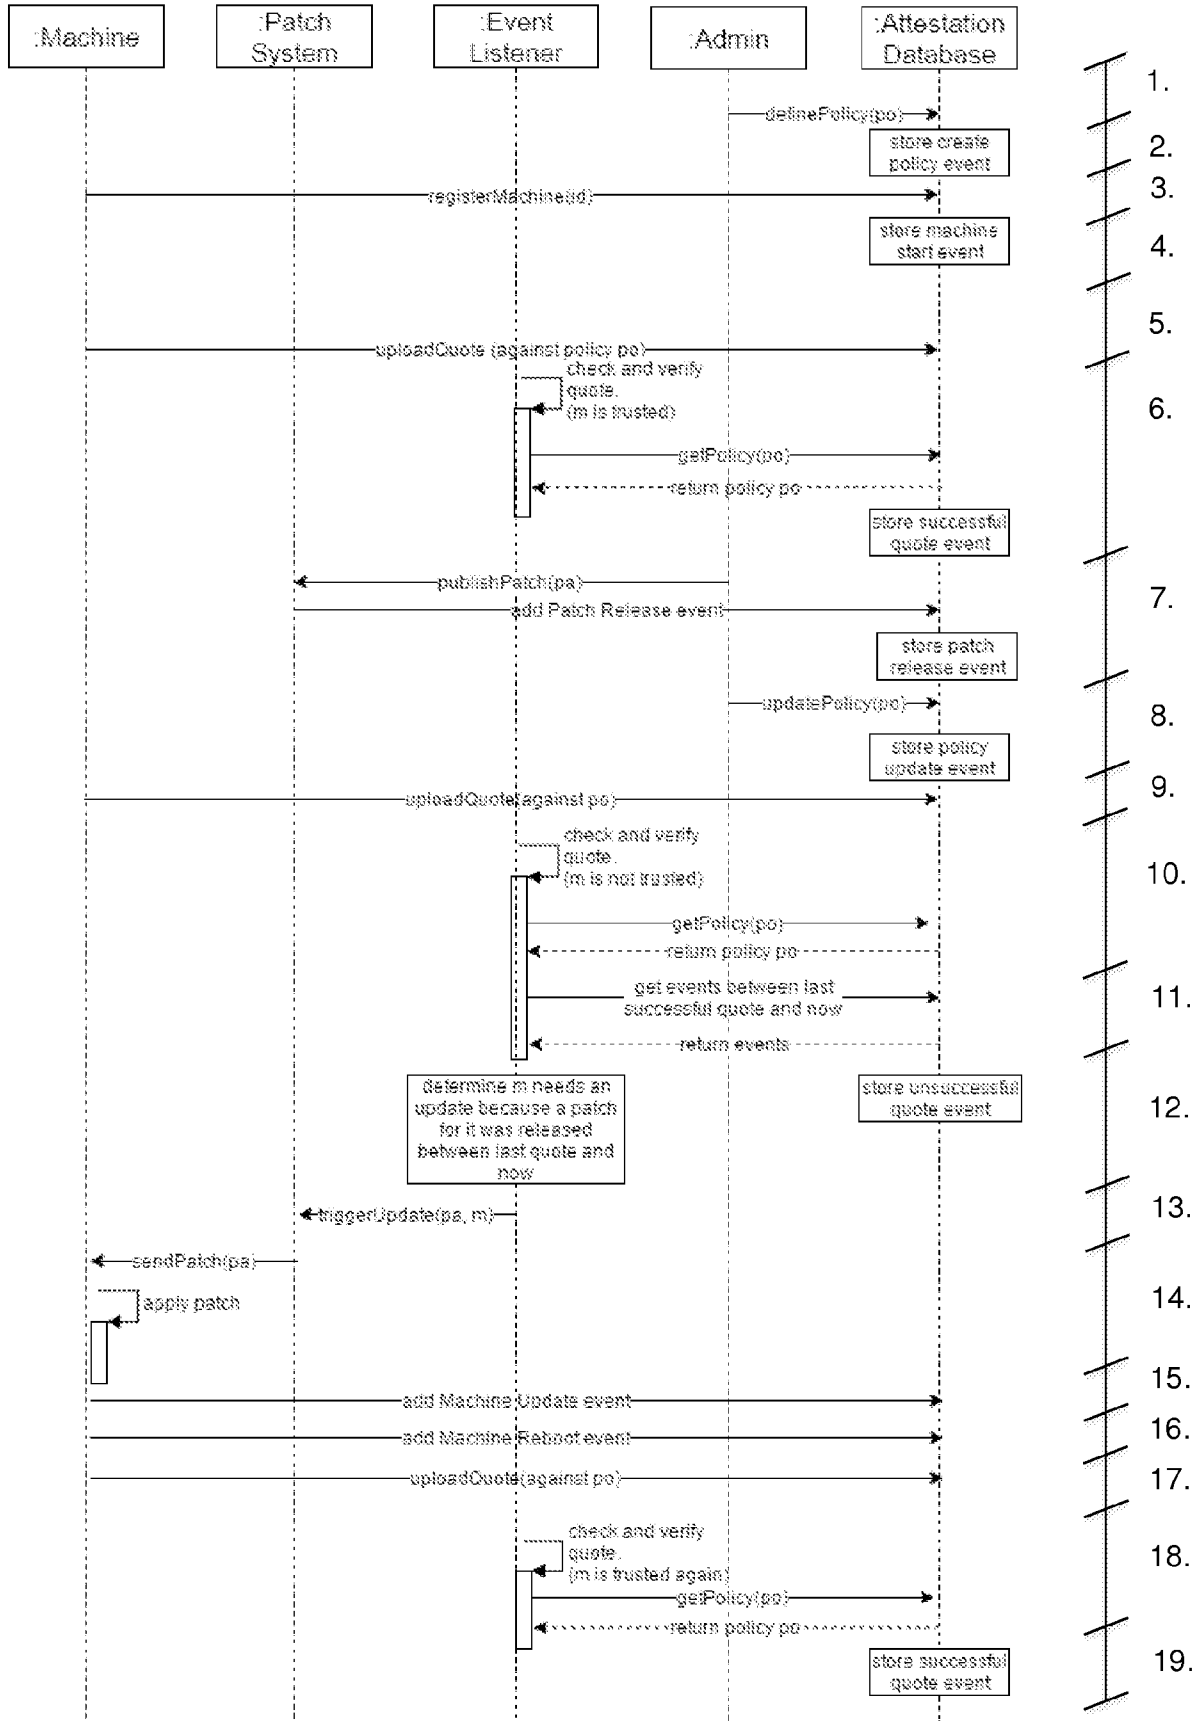 :Machine
:Patch
System
:Event
Listener
:Admin
:Attestation
Database
1.
definePolicy(po)
store create
policy event
2.
3.
registerMachine(id)
store machine
start event
4.
5.
uploadQuote (against policy po)
check and verify
quote.
(m is trusted)
6.
getPolicy(po)
return policy po
store successful
quote event
publishPatch(pa)
7.
add Patch Release event
store patch
release event
updatePolicy(po)
8.
store policy
update event
9.
uploadQuote(against po)
check and verify
quote.
(m is not trusted)
10.
getPolicy(po)
return policy po
get events between last
successful quote and now
11.
return events
determine m needs an
update because a patch
for it was released
between last quote and
now
store unsuccessful
quote event
12.
13.
triggerUpdate(pa, m)
sendPatch(pa)
apply patch
14.
15.
add Machine Update event
16.
add Machine Reboot event
17.
uploadQuote(against po)
check and verify
quote.
(m is trusted again)
18.
getPolicy(po)
return policy po
store successful
quote event
19.